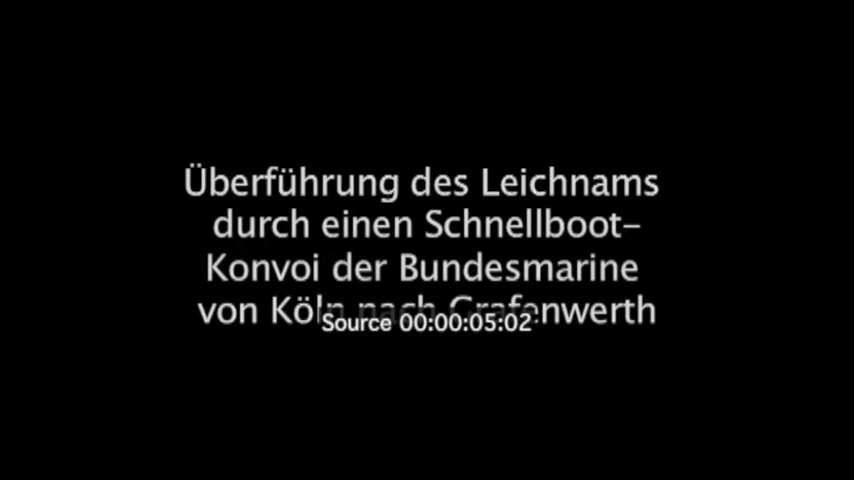 Überführung des Leichnams
durch einen Schnellboot-
Konvoi der Bundesmarine
von Köln nach Grafenwerth
Source 00:00:05:02